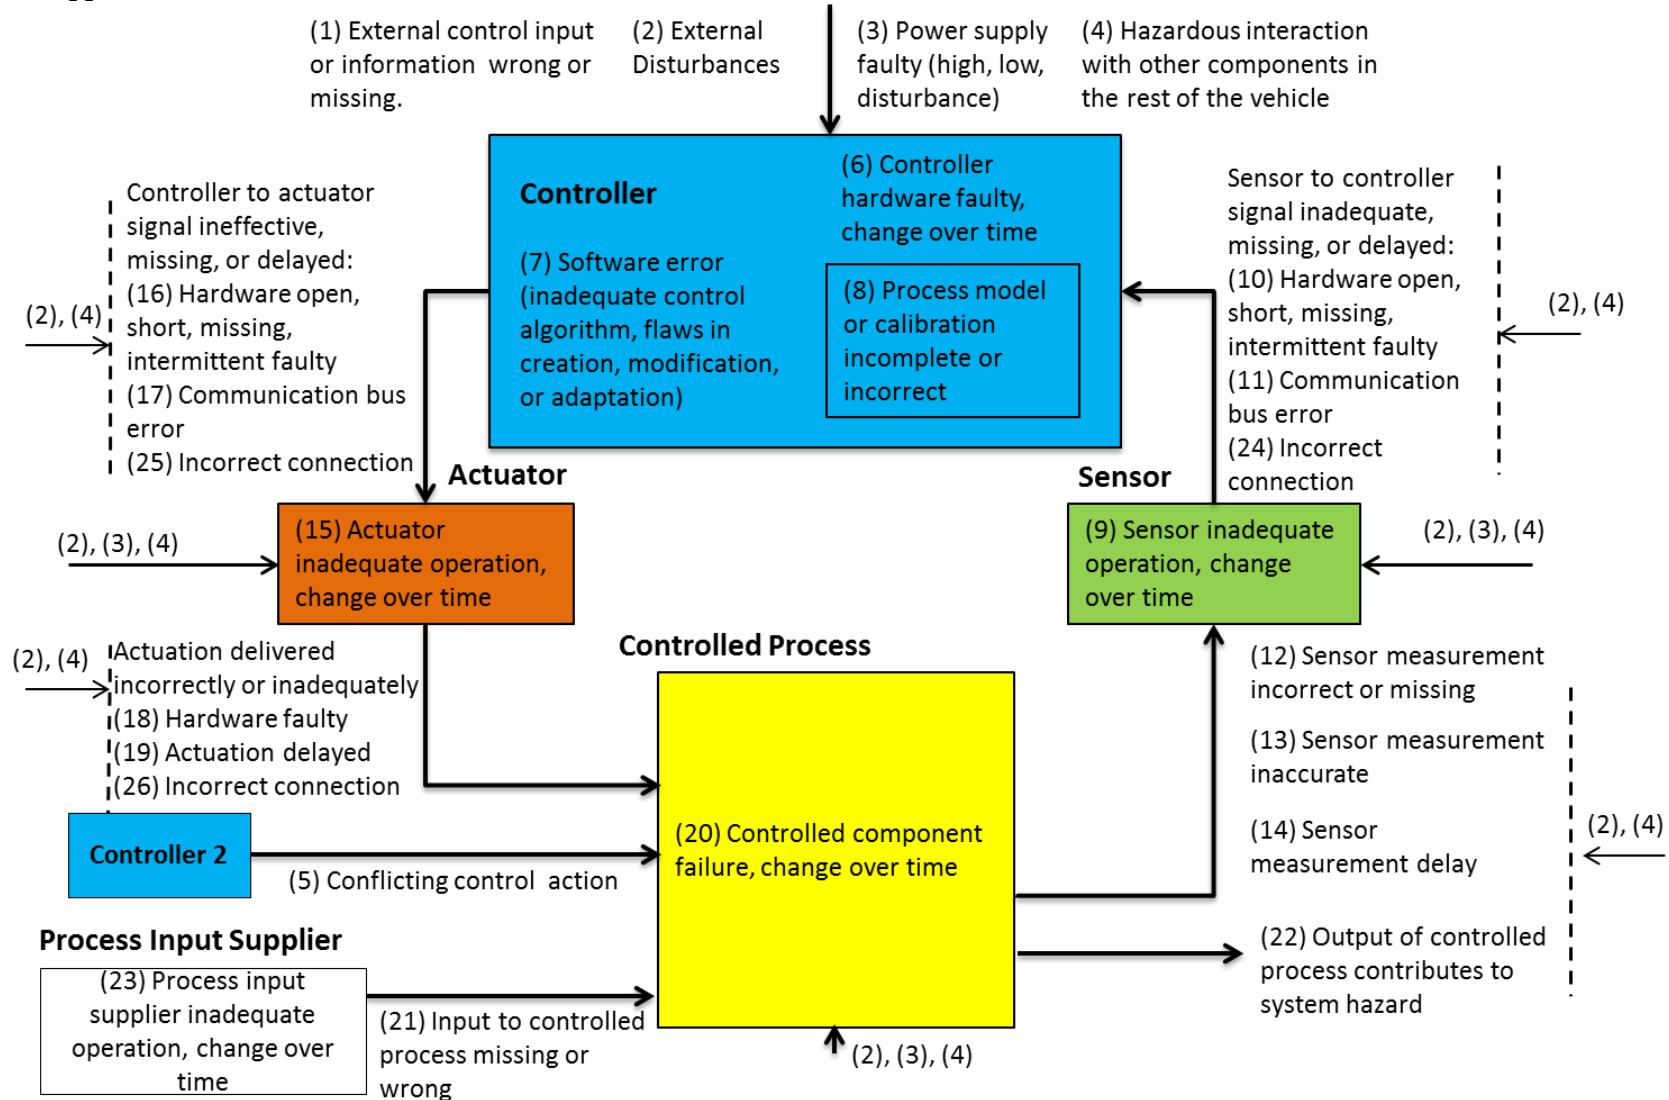 (1) External control input
or information wrong or
missing.
(2) External
Disturbances
(3) Power supply
faulty (high, low,
disturbance)
(4) Hazardous interaction
with other components in
the rest of the vehicle
Controller
(6) Controller
hardware faulty,
change over time
(7) Software error
(inadequate control
algorithm, flaws in
creation, modification,
or adaptation)
(8) Process model
or calibration
incomplete or
incorrect
Controller to actuator
signal ineffective,
missing, or delayed:
(16) Hardware open,
short, missing,
intermittent faulty
(17) Communication bus
error
(25) Incorrect connection
(2), (4)
Sensor to controller
signal inadequate,
missing, or delayed:
(10) Hardware open,
short, missing,
intermittent faulty
(11) Communication
bus error
(24) Incorrect
connection
(2), (4)
Actuator
(15) Actuator
inadequate operation,
change over time
(2), (3), (4)
Sensor
(9) Sensor inadequate
operation, change
over time
(2), (3), (4)
(2), (4)
Actuation delivered
incorrectly or inadequately
(18) Hardware faulty
(19) Actuation delayed
(26) Incorrect connection
Controlled Process
(20) Controlled component
failure, change over time
(12) Sensor measurement
incorrect or missing
(13) Sensor measurement
inaccurate
(14) Sensor
measurement delay
(2), (4)
Controller 2
(5) Conflicting control action
(22) Output of controlled
process contributes to
system hazard
Process Input Supplier
(23) Process input
supplier inadequate
operation, change over
time
(21) Input to controlled
process missing or
wrong
(2), (3), (4)